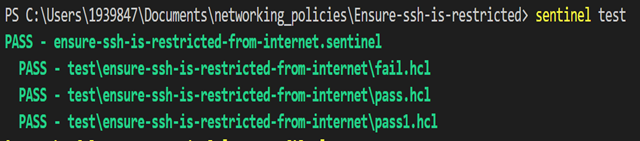 PS C:\Users\1939847\Documents\networking_policies\Ensure-ssh-is-restricted> sentinel test
PASS - ensure-ssh-is-restricted-from-internet.sentinel
PASS - test\ensure-ssh-is-restricted-from-internet\fail.hcl
PASS - test\ensure-ssh-is-restricted-from-internet\pass.hcl
PASS - test\ensure-ssh-is-restricted-from-internet\pass1.hcl